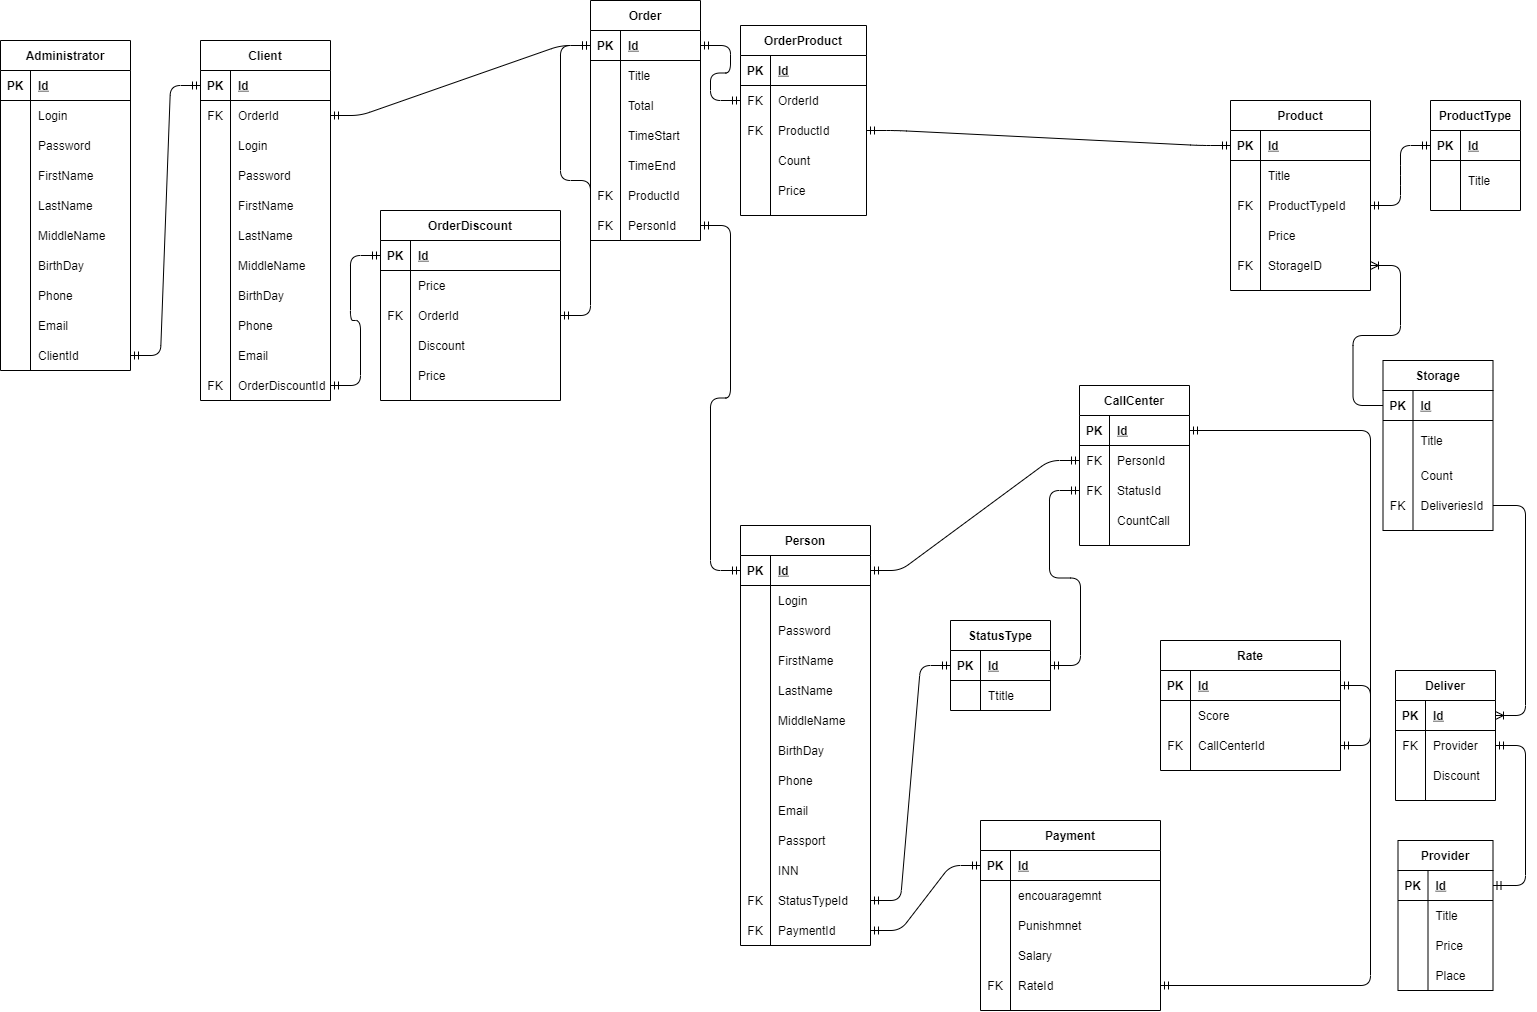 Administrator
PK Id
Login
Password
FirstName
LastName
MiddleName
BirthDay
Phone
Email
ClientId
Client
PK Id
FK OrderId
Login
Password
FirstName
LastName
MiddleName
BirthDay
Phone
Email
FK OrderDiscountId
OrderDiscount
PK Id
Price
FK OrderId
Discount
Price
Order
PK Id
Title
Total
TimeStart
TimeEnd
FK ProductId
FK PersonId
OrderProduct
PK Id
FK OrderId
FK ProductId
Count
Price
Product
PK Id
Title
FK ProductTypeId
Price
FK StorageID
ProductType
PK Id
Title
Storage
PK Id
Title
Count
FK DeliveriesId
CallCenter
PK Id
FK PersonId
FK StatusId
CountCall
Person
PK Id
Login
Password
FirstName
LastName
MiddleName
BirthDay
Phone
Email
Passport
INN
FK StatusTypeId
FK PaymentId
StatusType
PK Id
Ttitle
Rate
PK Id
Score
FK CallCenterId
Deliver
PK Id
FK Provider
Discount
Payment
PK Id
encouaragemnt
Punishmnet
Salary
FK RateId
Provider
PK Id
Title
Price
Place